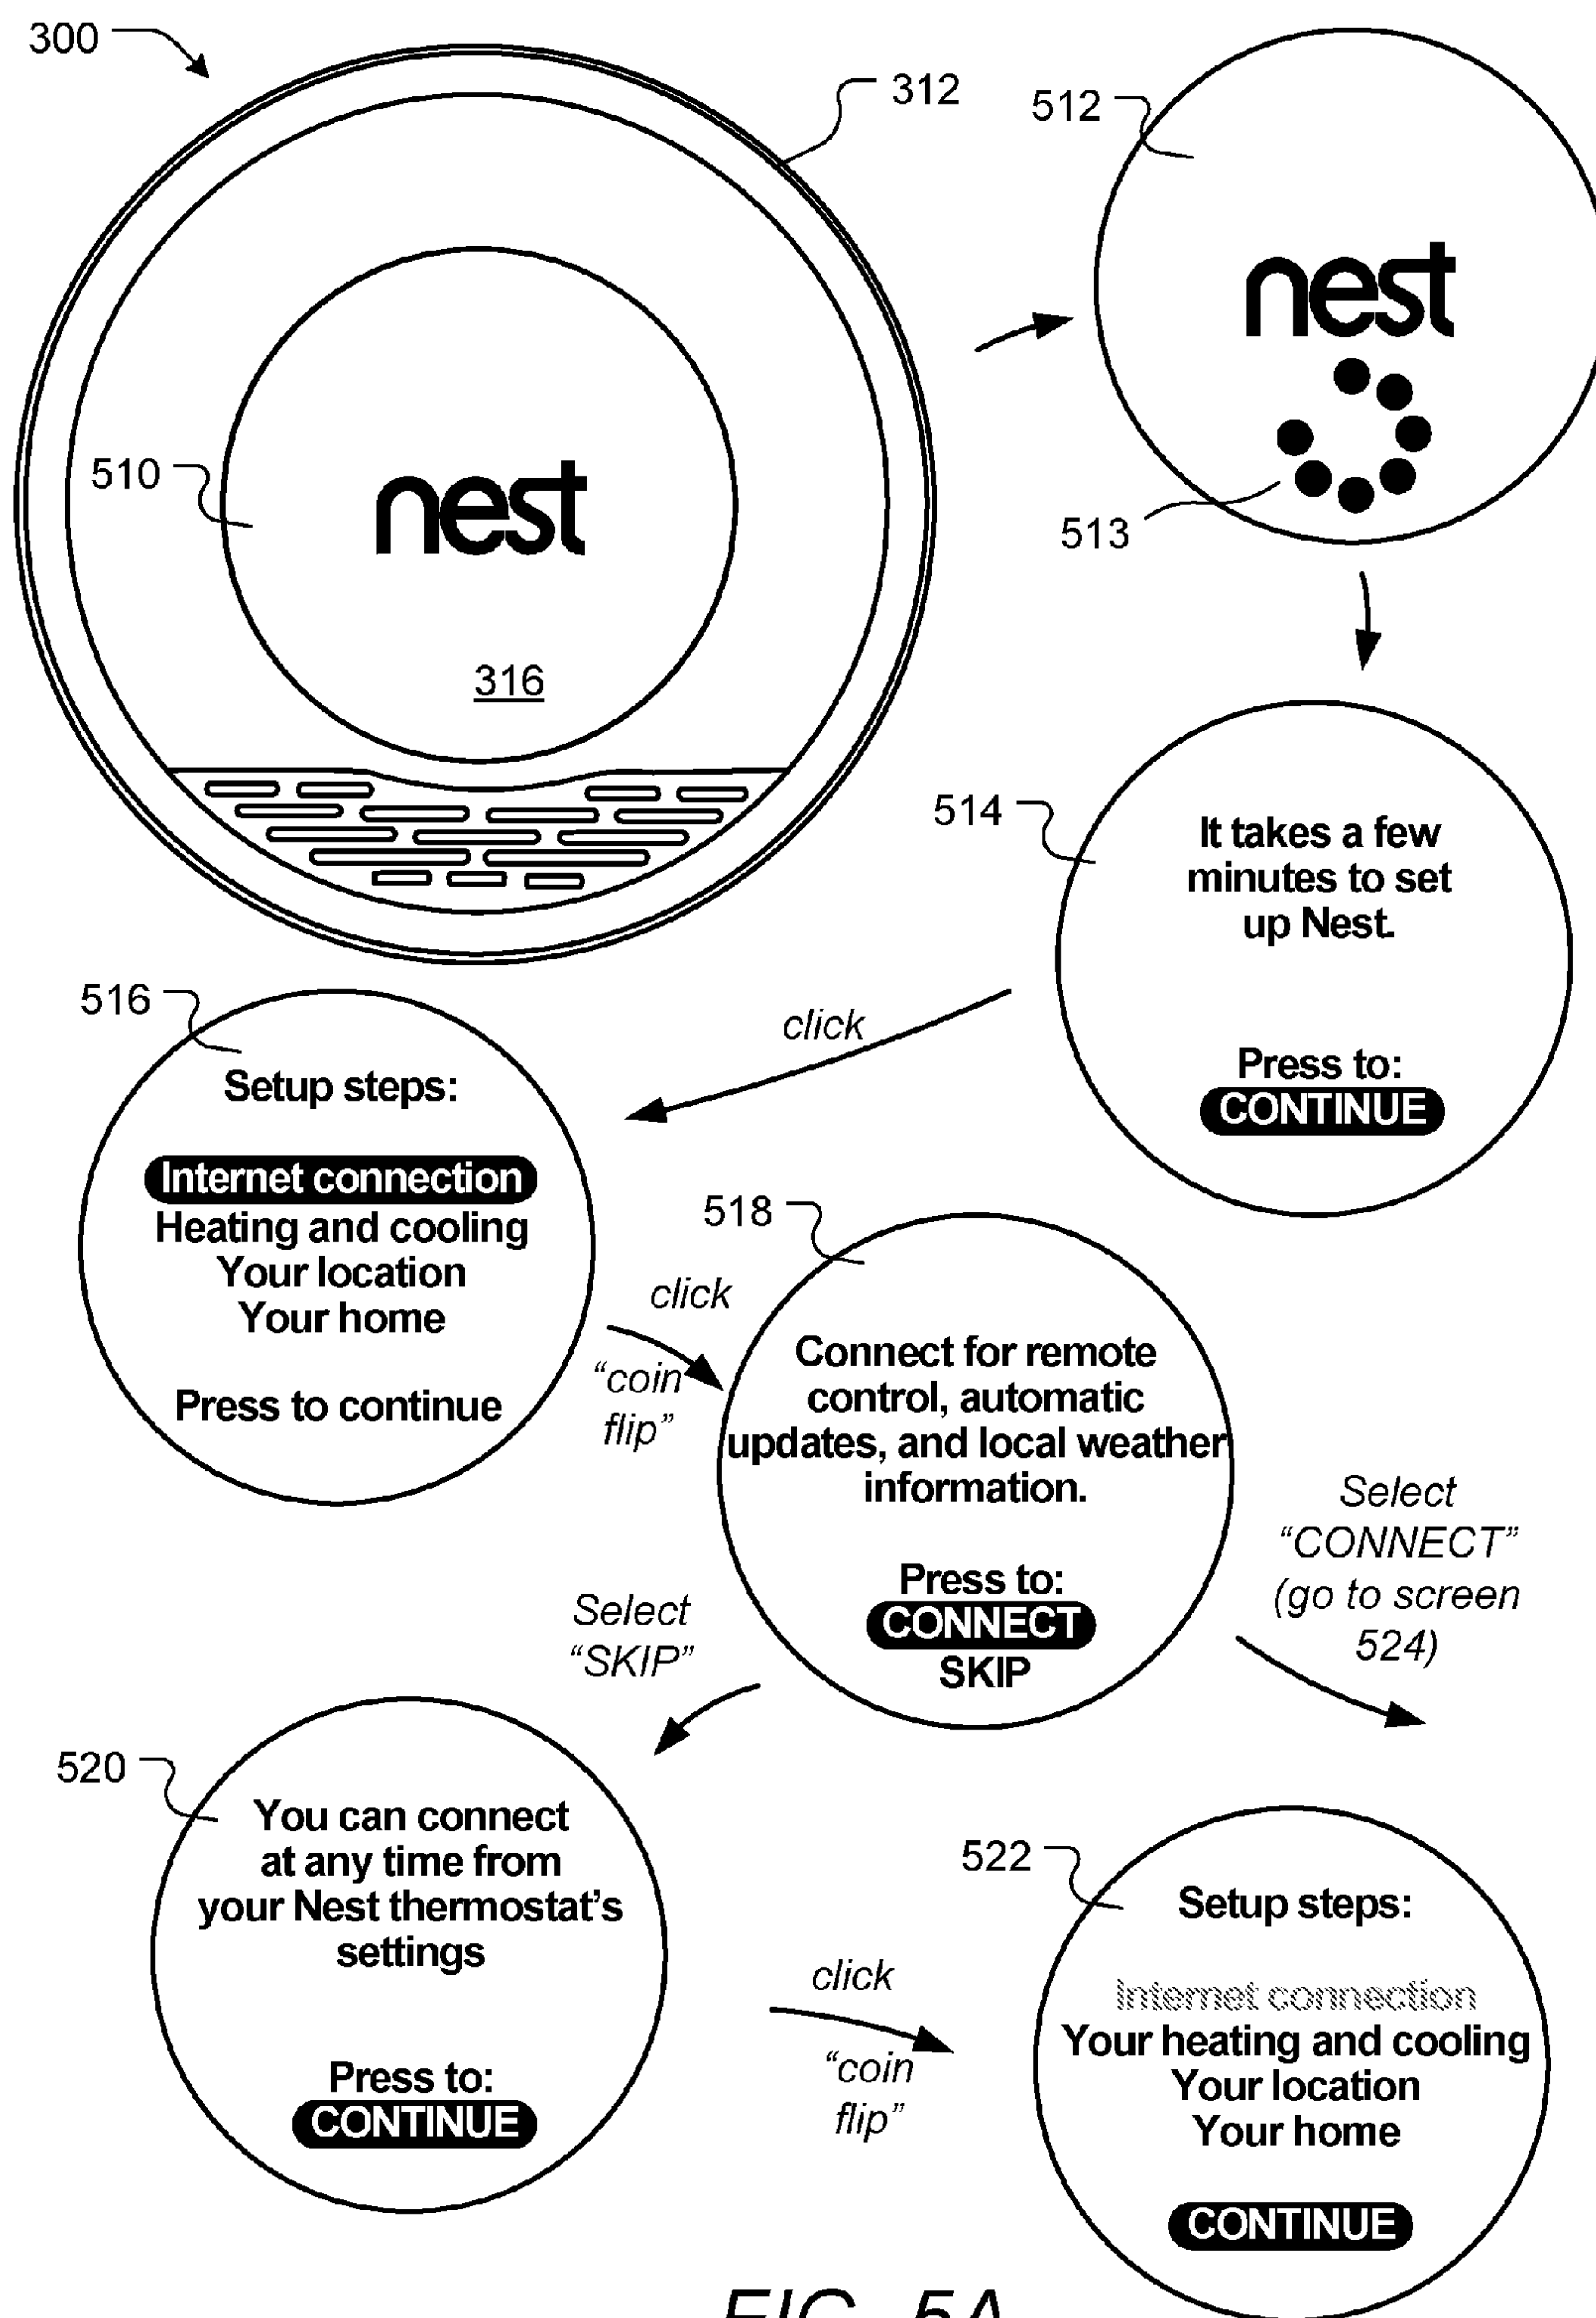 300
312
512
nest
513
510
nest
316
514
It takes a few
minutes to set
up Nest.
Press to:
CONTINUE
click
516
Setup steps:
Internet connection
Heating and cooling
Your location
Your home
Press to continue
click
“coin
flip”
518
Connect for remote
control, automatic
updates, and local weather
information.
Press to:
CONNECT
SKIP
Select
“CONNECT”
(go to screen
524)
Select
“SKIP”
520
You can connect
at any time from
your Nest thermostat’s
settings
Press to:
CONTINUE
click
“coin
flip”
522
Setup steps:
Internet connection
Your heating and cooling
Your location
Your home
CONTINUE
FIG. 5A